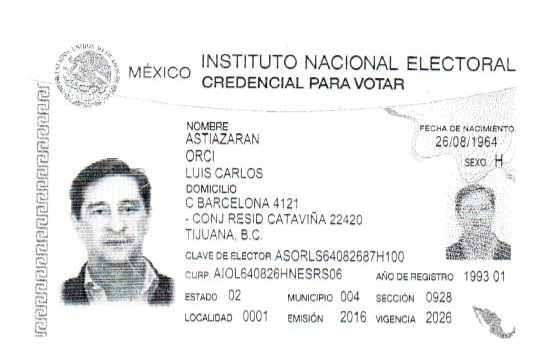 ESTADOS UNIDOS MEXICANOS
MÉXICO
INSTITUTO NACIONAL ELECTORAL
CREDENCIAL PARA VOTAR
NOMBRE
ASTIAZARAN
ORCI
LUIS CARLOS
FECHA DE NACIMIENTO
26/08/1964
SEXO H
DOMICILIO
C BARCELONA 4121
- CONJ RESID CATAVIÑA 22420
TIJUANA, B.C.
CLAVE DE ELECTOR ASORLS64082687H100
CURP AIOL640826HNESRS06 AÑO DE REGISTRO 1993 01
ESTADO 02 MUNICIPIO 004 SECCIÓN 0928
LOCALIDAD 0001 EMISIÓN 2016 VIGENCIA 2026